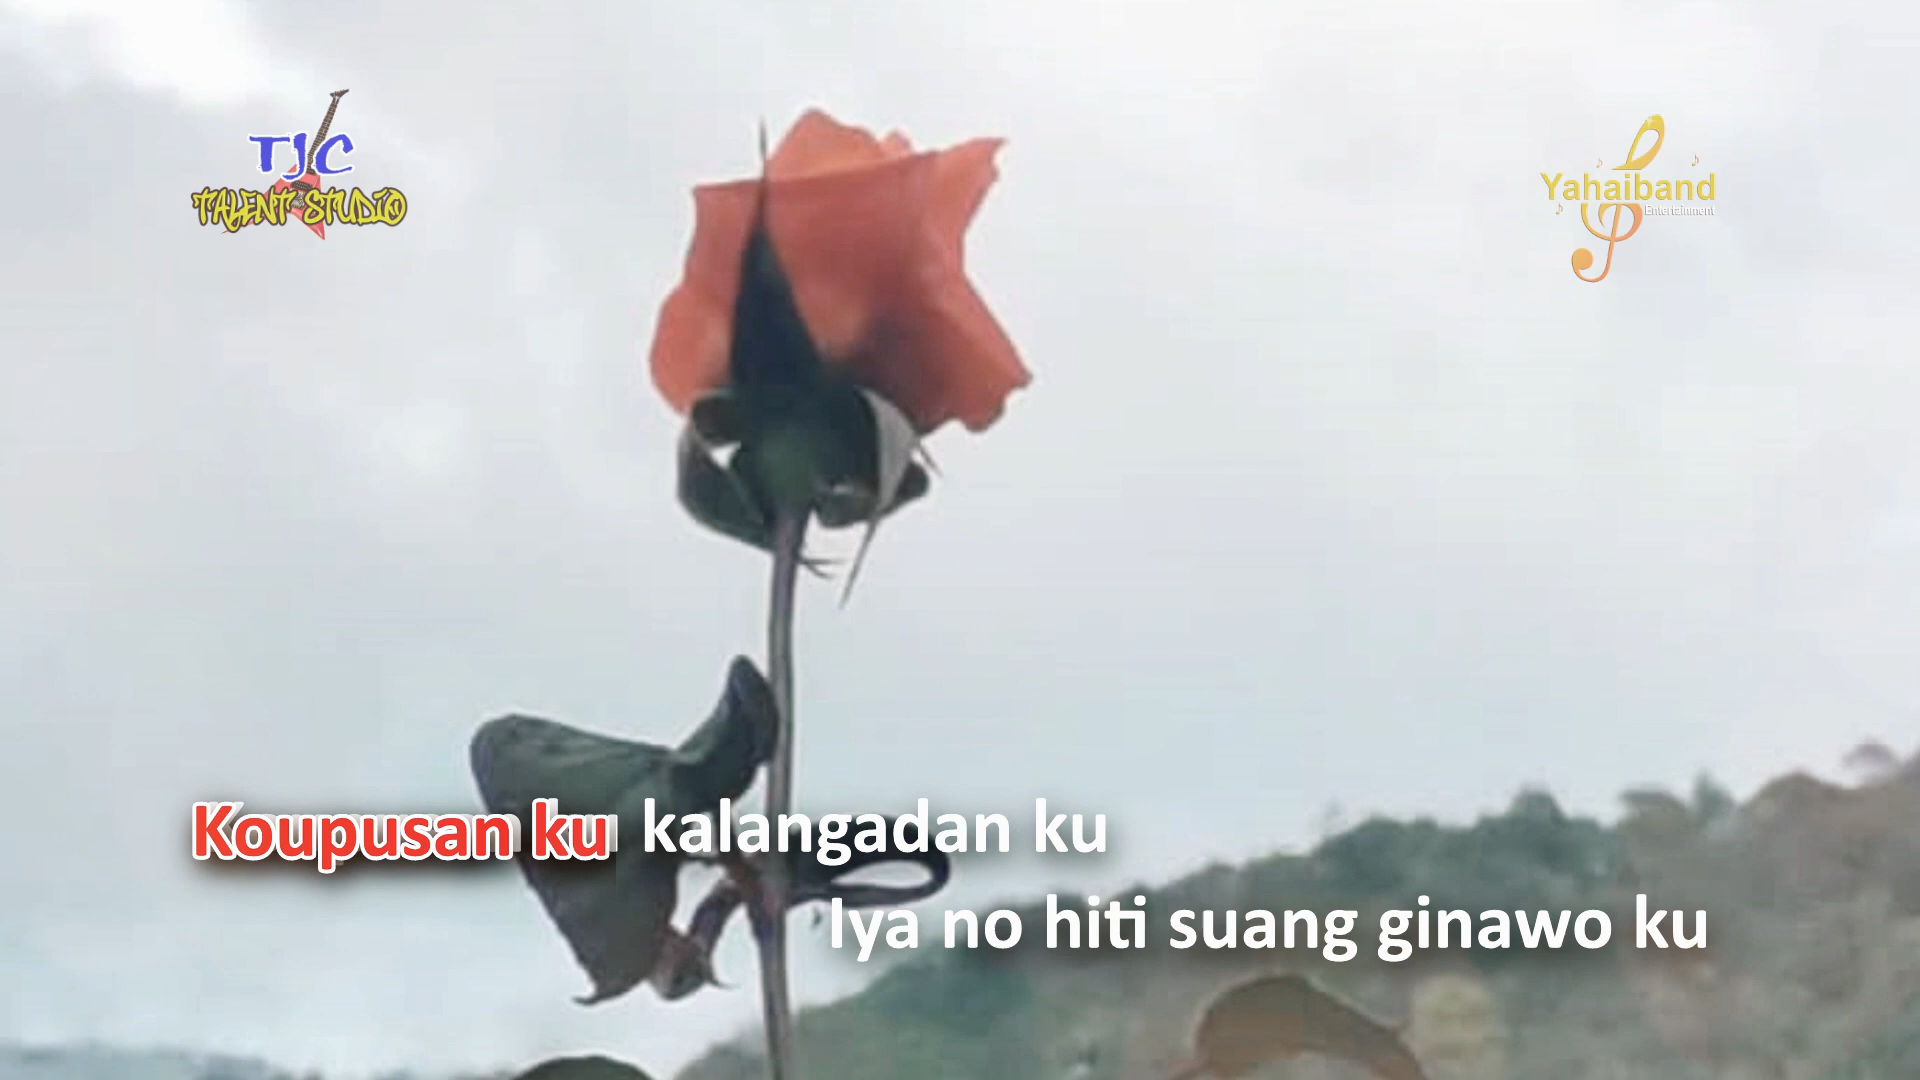 TJC
TALENT STUDIO
Yahaiband
Entertainment
Koupusan ku kalangadan ku
Iya no hiti suang ginawo ku